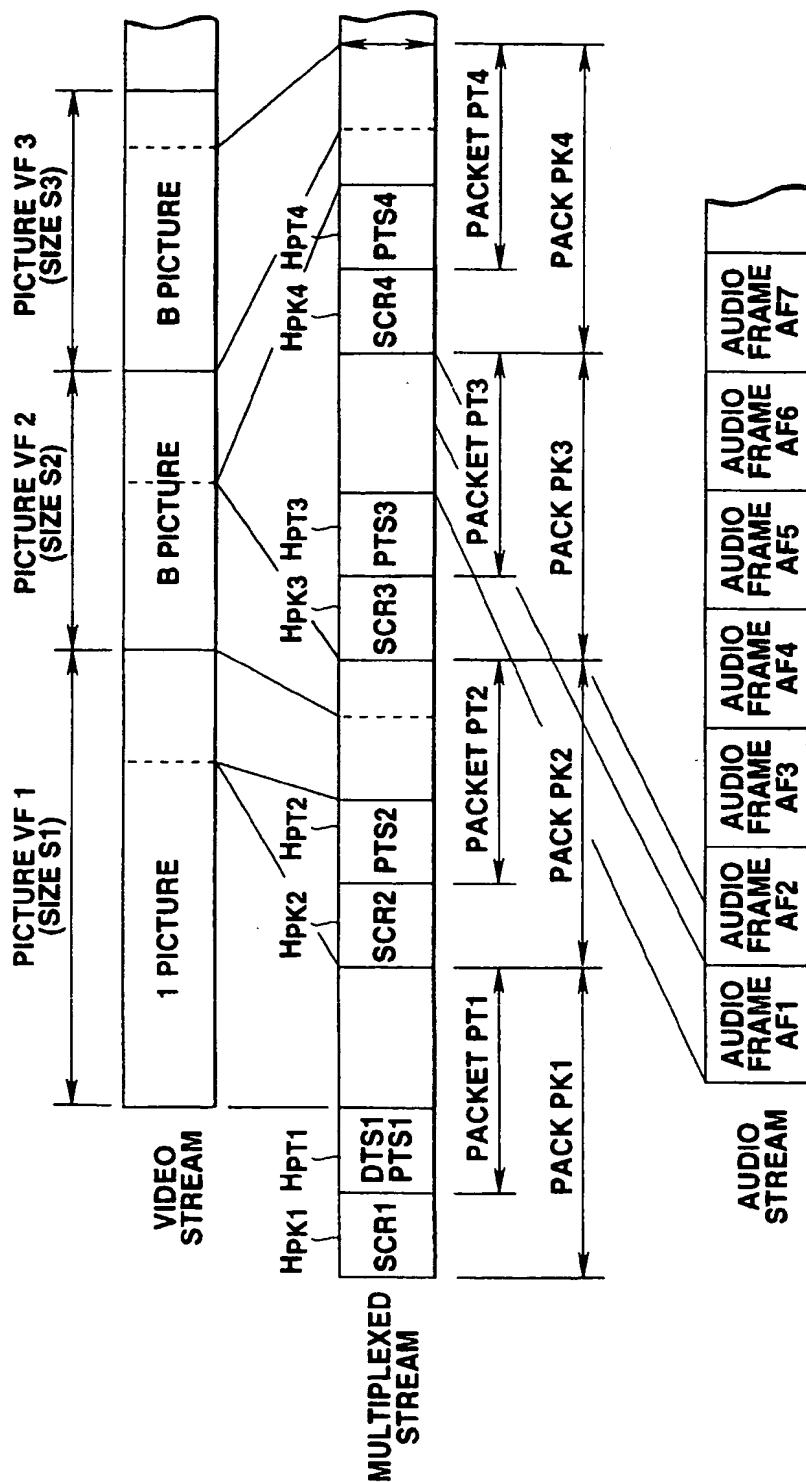 PICTURE VF 1
(SIZE S1)
PICTURE VF 2
(SIZE S2)
PICTURE VF 3
(SIZE S3)
VIDEO
STREAM
1 PICTURE
B PICTURE
B PICTURE
HPK1
HPT1
HPK2
HPT2
HPK3
HPT3
HPK4
HPT4
MULTIPLEXED
STREAM
SCR1
DTS1
PTS1
SCR2
PTS2
SCR3
PTS3
SCR4
PTS4
PACKET PT1
PACKET PT2
PACKET PT3
PACKET PT4
PACK PK1
PACK PK2
PACK PK3
PACK PK4
AUDIO
STREAM
AUDIO
FRAME
AF1
AUDIO
FRAME
AF2
AUDIO
FRAME
AF3
AUDIO
FRAME
AF4
AUDIO
FRAME
AF5
AUDIO
FRAME
AF6
AUDIO
FRAME
AF7